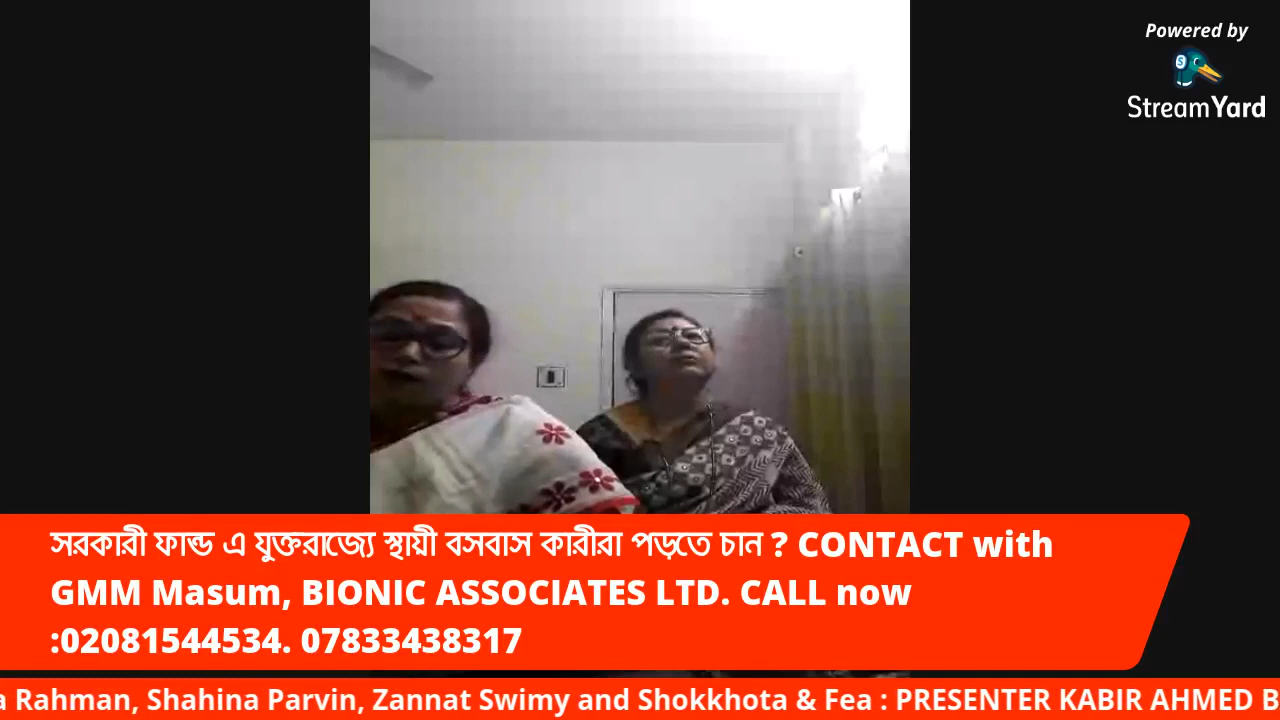 Powered by
StreamYard
সরকারী ফান্ড এ যুক্তরাজ্যে স্থায়ী বসবাস কারীরা পড়তে চান ? CONTACT with
GMM Masum, BIONIC ASSOCIATES LTD. CALL now
:02081544534. 07833438317
a Rahman, Shahina Parvin, Zannat Swimy and Shokkhota & Fea : PRESENTER KABIR AHMED B